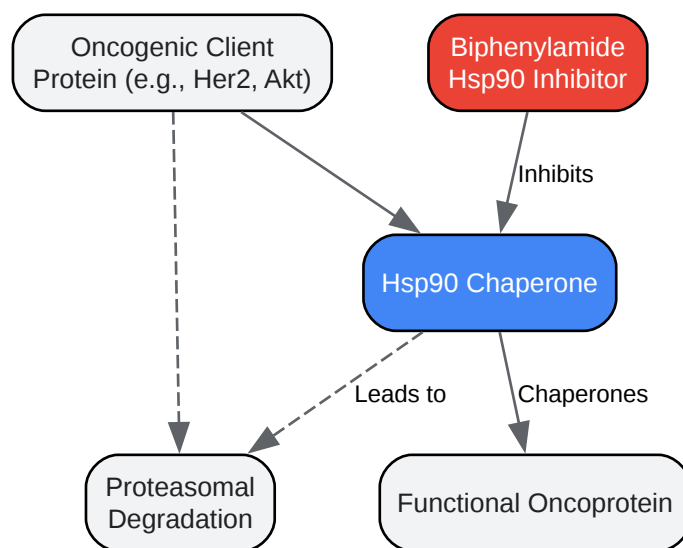 Oncogenic Client
Protein (e.g., Her2, Akt)
Biphenylamide
Hsp90 Inhibitor
Inhibits
Hsp90 Chaperone
Leads to
Chaperones
Proteasomal
Degradation
Functional Oncoprotein